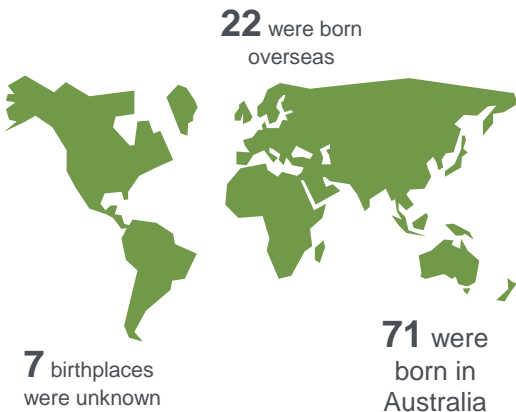 22 were born
overseas
7 birthplaces
were unknown
71 were
born in
Australia